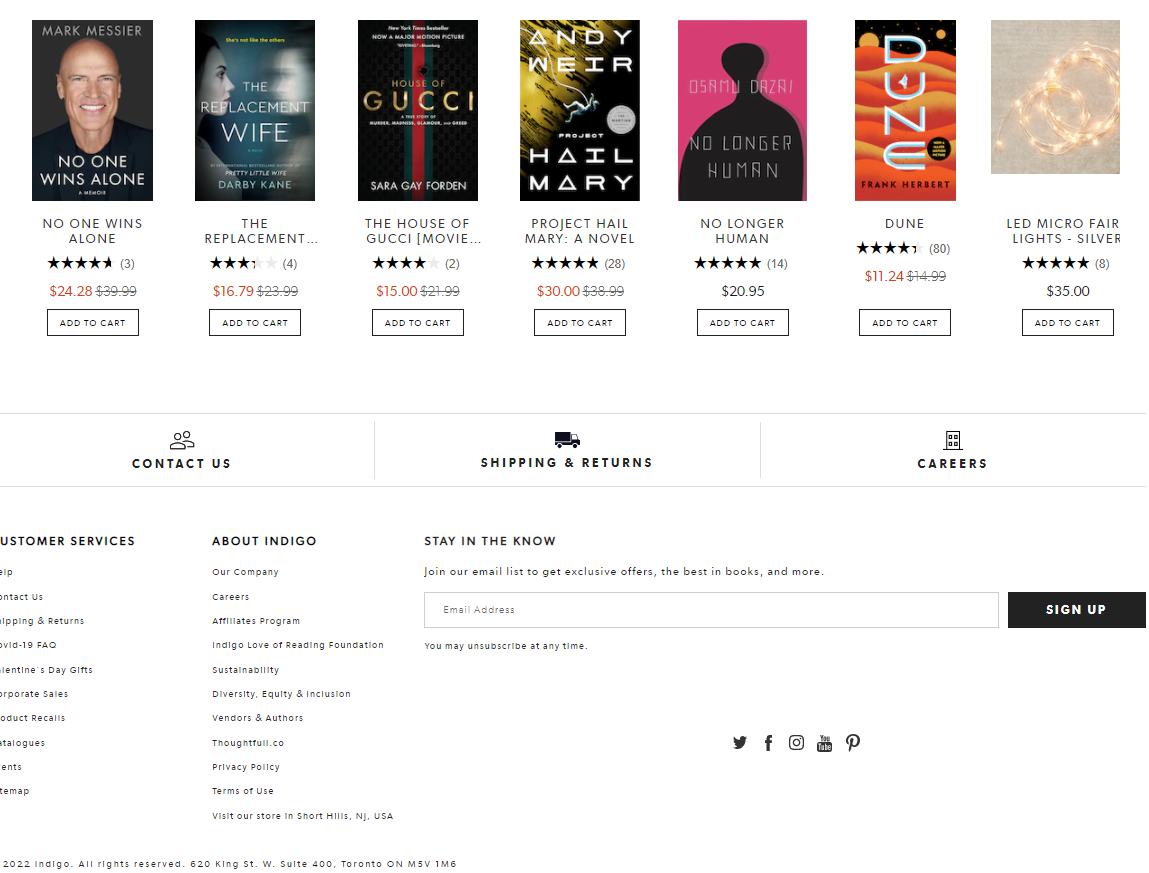 MARK MESSIER
NO ONE
WINS ALONE
A MEMOIR
She's not like the others
THE
REPLACEMENT
WIFE
PRETTY LITTLE WIFE
DARBY KANE
New York Times Bestseller
NOW A MAJOR MOTION PICTURE
HOUSE OF
GUCCI
A TRUE STORY OF
MURDER, MADNESS, GLAMOUR, AND GREED
SARA GAY FORDEN
ANDY
WEIR
PROJECT
HAIL
MARY
OSAMU DAZAI
NO LONGER
HUMAN
DUNE
FRANK HERBERT
NO ONE WINS
ALONE
★★★★★ (3)
$24.28 $39.99
ADD TO CART
THE
REPLACEMENT...
★★★★★ (4)
$16.79 $23.99
ADD TO CART
THE HOUSE OF
GUCCI [MOVIE...
★★★★★ (2)
$15.00 $21.99
ADD TO CART
PROJECT HAIL
MARY: A NOVEL
★★★★★ (28)
$30.00 $38.99
ADD TO CART
NO LONGER
HUMAN
★★★★★ (14)
$20.95
ADD TO CART
DUNE
★★★★★ (80)
$11.24 $14.99
ADD TO CART
LED MICRO FAIR
LIGHTS - SILVER
★★★★★ (8)
$35.00
ADD TO CART
CONTACT US
SHIPPING & RETURNS
CAREERS
USTOMER SERVICES
elp
ontact Us
hipping & Returns
ovid-19 FAQ
alentine's Day Gifts
orporate Sales
oduct Recalls
atalogues
ents
temap
ABOUT INDIGO
Our Company
Careers
Affiliates Program
Indigo Love of Reading Foundation
Sustainability
Diversity, Equity & Inclusion
Vendors & Authors
Thoughtfull.co
Privacy Policy
Terms of Use
Visit our store in Short Hills, NJ, USA
STAY IN THE KNOW
Join our email list to get exclusive offers, the best in books, and more.
Email Address
SIGN UP
You may unsubscribe at any time.
You
Tube
2022 Indigo. All rights reserved. 620 King St. W. Suite 400, Toronto ON M5V 1M6